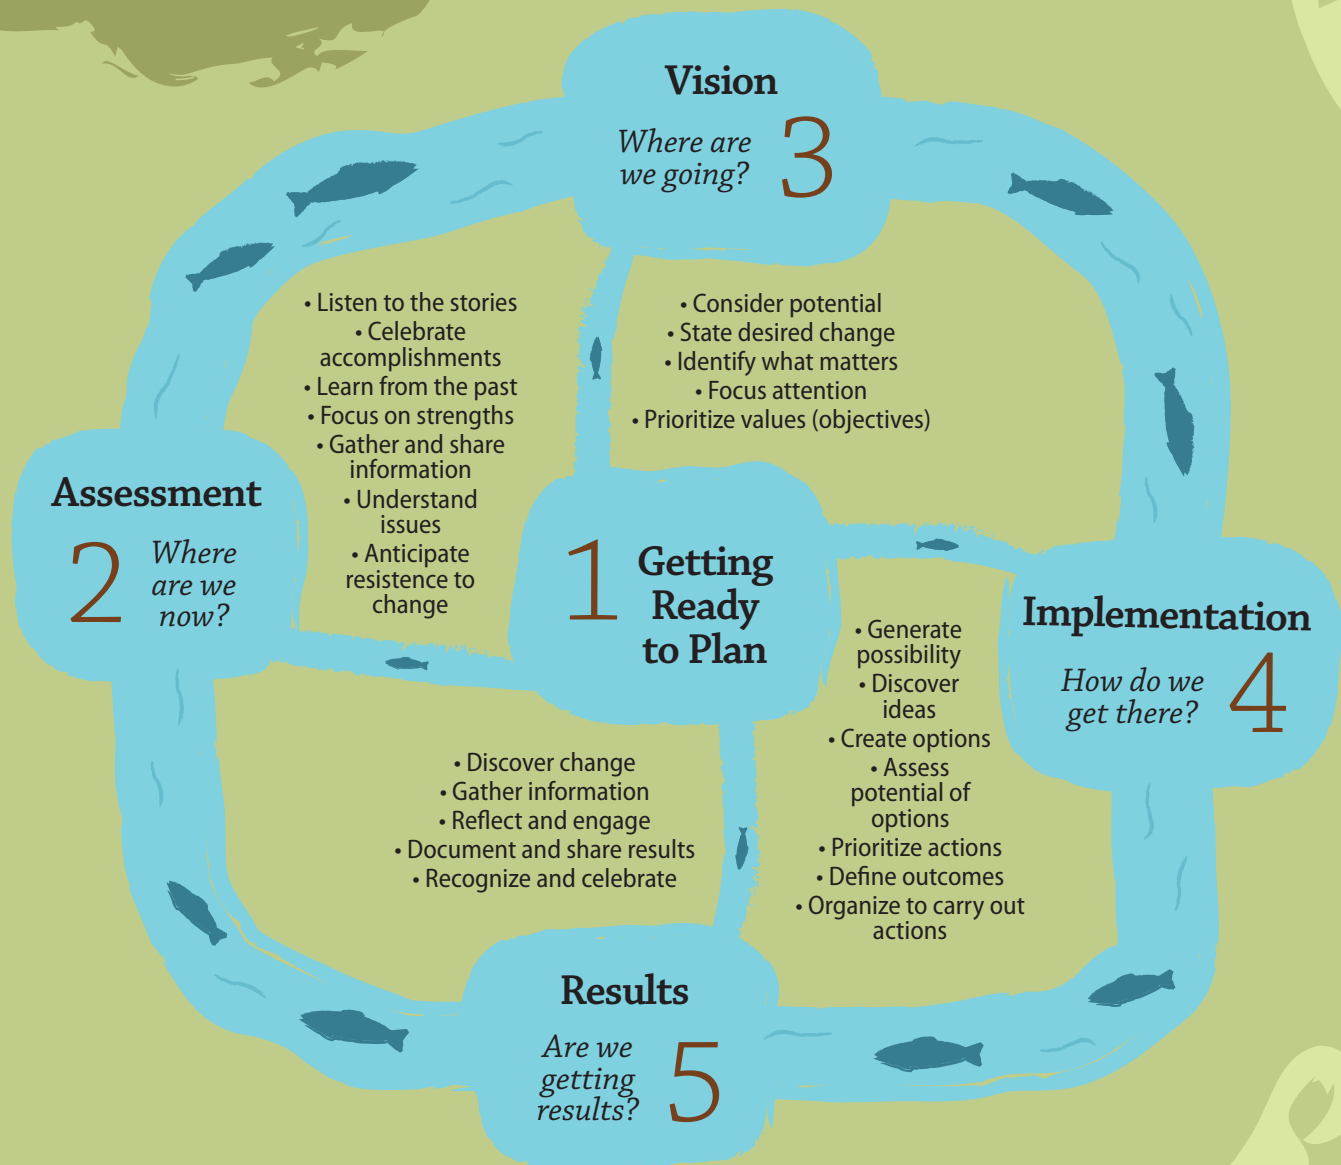 Vision
Where are
we going?
3
• Listen to the stories
• Celebrate
accomplishments
• Learn from the past
• Focus on strengths
• Gather and share
information
• Understand
issues
• Anticipate
resistence to
change
• Consider potential
• State desired change
• Identify what matters
• Focus attention
• Prioritize values (objectives)
Assessment
2
Where
are we
now?
1
Getting
Ready
to Plan
Implementation
How do we
get there?
4
• Generate
possibility
• Discover
ideas
• Create options
• Assess
potential of
options
• Prioritize actions
• Define outcomes
• Organize to carry out
actions
• Discover change
• Gather information
• Reflect and engage
• Document and share results
• Recognize and celebrate
Results
Are we
getting
results?
5